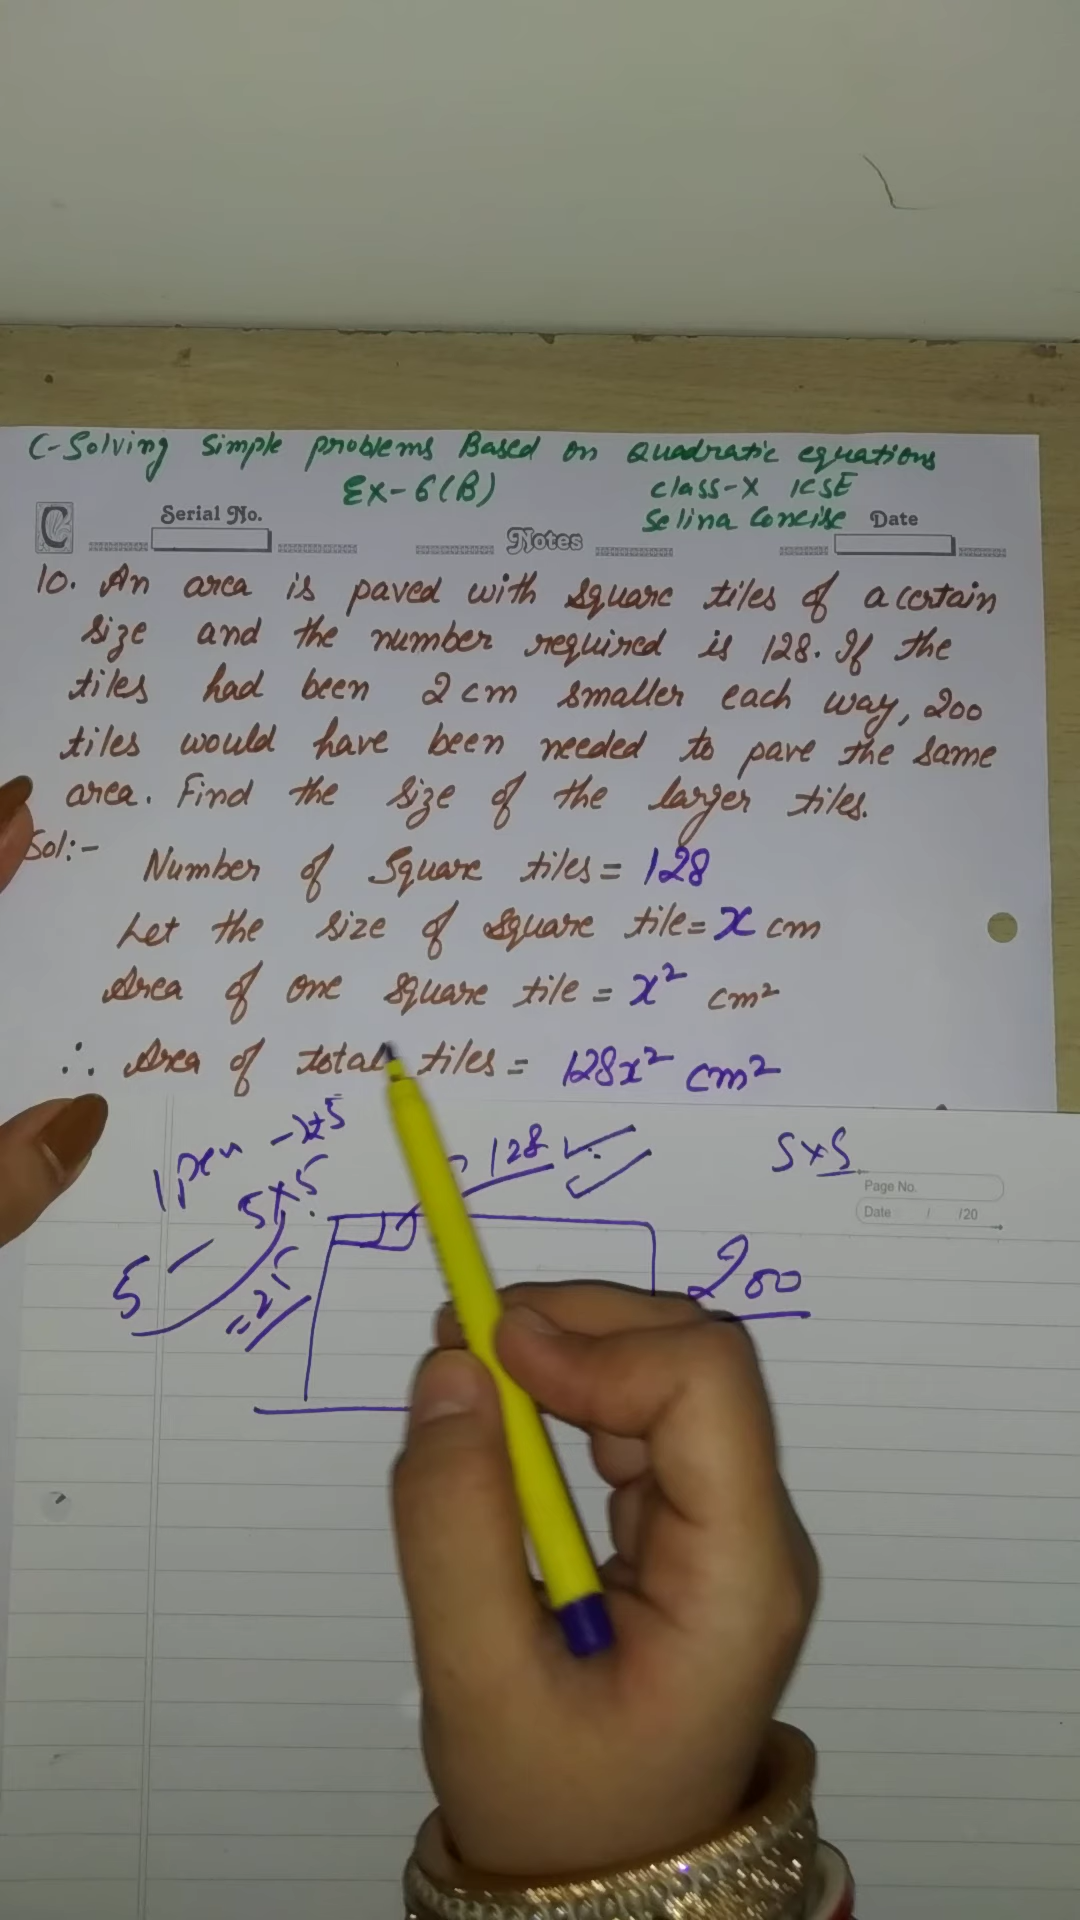 C-Solving Simple problems Based on Quadratic equations
Ex-6(B)
Class-X ICSE
Selina Concise
C
Serial No.
Notes
Date
10. An area is paved with square tiles of a certain
size and the number required is 128. If the
tiles had been 2 cm smaller each way, 200
tiles would have been needed to pave the same
area. Find the size of the larger tiles.
Sol:-
Number of Square tiles = 128
Let the size of square tile = x cm
Area of one square tile = x² cm²
∴ Area of total tiles = 128x² cm²
1 pen
5x5
5
128
SxS
Page No.
Date / /20
200